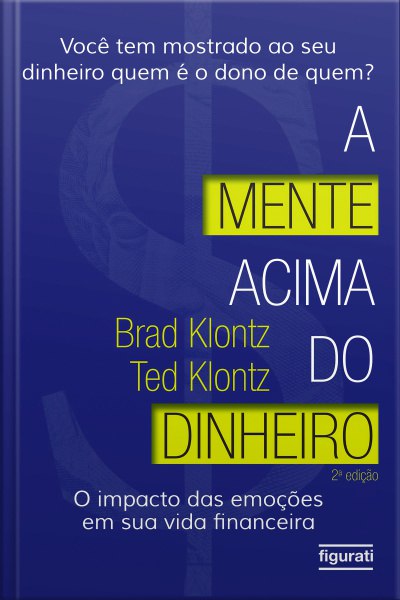 Você tem mostrado ao seu
dinheiro quem é o dono de quem?
A
MENTE
ACIMA
DO
Brad Klontz
Ted Klontz
DINHEIRO
2ª edição
O impacto das emoções
em sua vida financeira
figurati